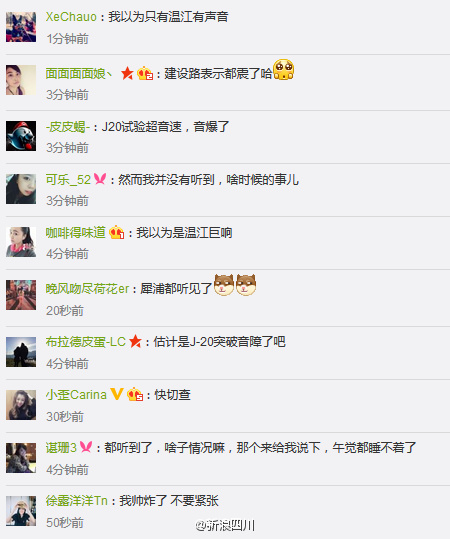 XeChauo：我以为只有温江有声音
1分钟前
面面面面娘丶：建设路表示都震了哈
3分钟前
-皮皮蝎-：J20试验超音速，音爆了
3分钟前
可乐_52：然而我并没有听到，啥时候的事儿
3分钟前
咖啡得味道：我以为是温江巨响
4分钟前
晚风吻尽荷花er：犀浦都听见了
20秒前
布拉德皮蛋-LC：估计是J-20突破音障了吧
4分钟前
小歪Carina：快切查
30秒前
谌珊3：都听到了，啥子情况嘛，那个来给我说下，午觉都睡不着了
4分钟前
徐露洋洋Tn：我帅炸了 不要紧张
50秒前
@新浪四川